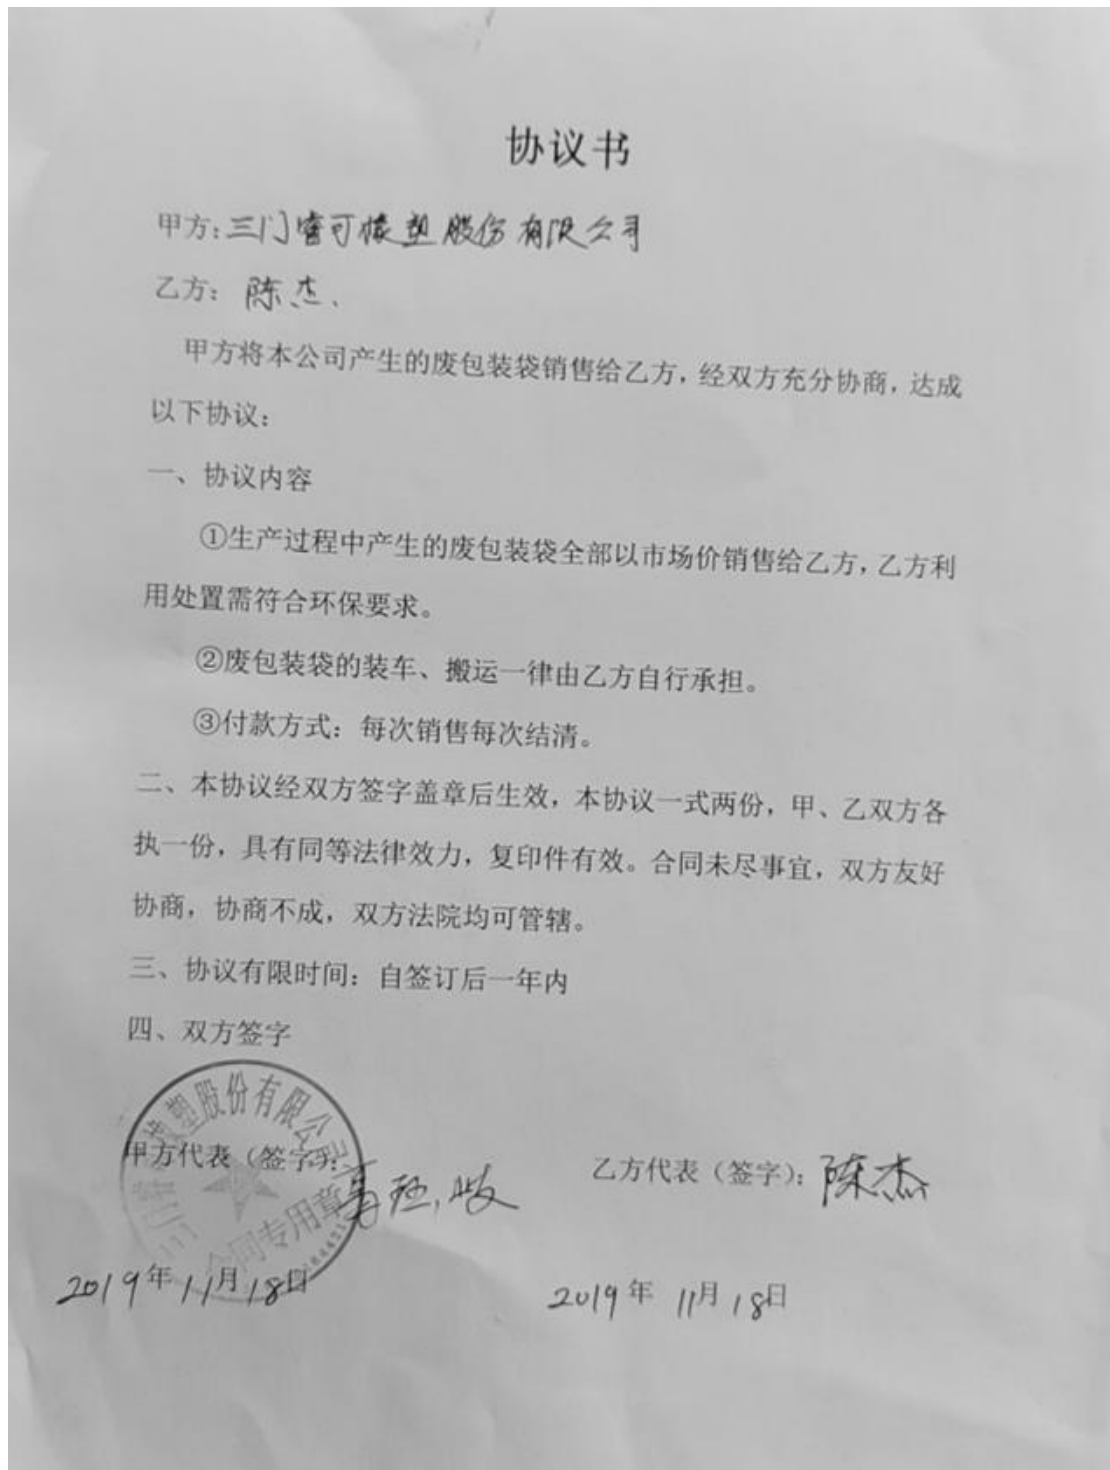 协议书
甲方:三门睿可橡塑股份有限公司
乙方: 陈杰.
甲方将本公司产生的废包装袋销售给乙方，经双方充分协商，达成
以下协议：
一、协议内容
①生产过程中产生的废包装袋全部以市场价销售给乙方，乙方利
用处置需符合环保要求。
②废包装袋的装车、搬运一律由乙方自行承担。
③付款方式：每次销售每次结清。
二、本协议经双方签字盖章后生效，本协议一式两份，甲、乙双方各
执一份，具有同等法律效力，复印件有效。合同未尽事宜，双方友好
协商，协商不成，双方法院均可管辖。
三、协议有限时间：自签订后一年内
四、双方签字
三门睿可橡塑股份有限公司
合同专用章
甲方代表（签字）:
乙方代表（签字）: 陈杰
2019年11月18日
2019年 11月18日